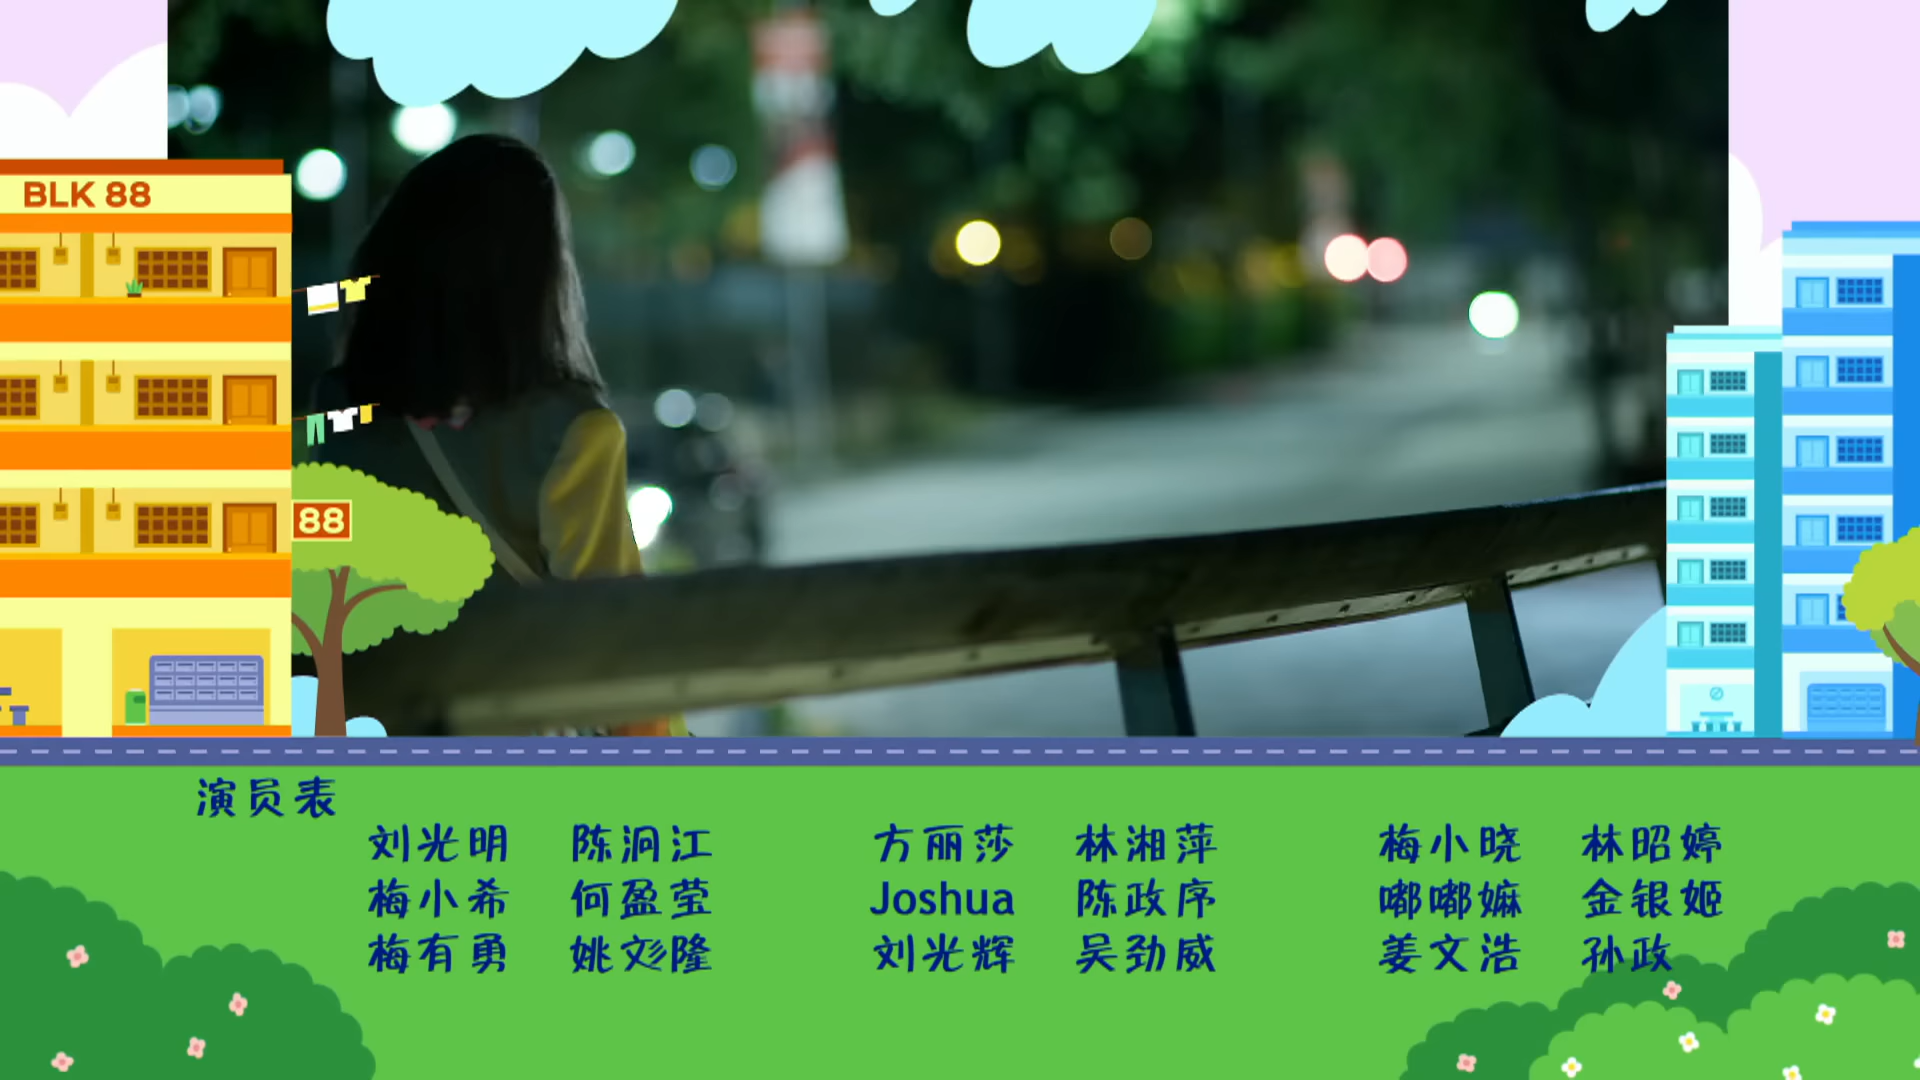 BLK 88
88
演员表
刘光明 陈泂江 方丽莎 林湘萍 梅小晓 林昭婷
梅小希 何盈莹 Joshua 陈政序 嘟嘟嫲 金银姬
梅有勇 姚彣隆 刘光辉 吴劲威 姜文浩 孙政